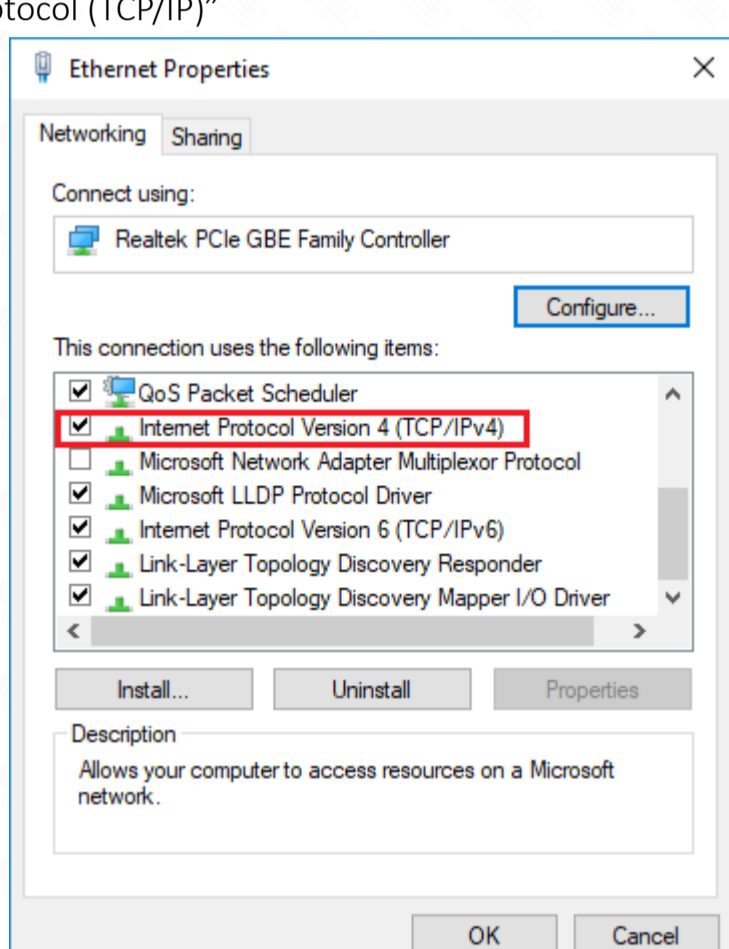 otocol (TCP/IP)”
Ethernet Properties
Networking Sharing
Connect using:
Realtek PCIe GBE Family Controller
Configure...
This connection uses the following items:
QoS Packet Scheduler
Internet Protocol Version 4 (TCP/IPv4)
Microsoft Network Adapter Multiplexor Protocol
Microsoft LLDP Protocol Driver
Internet Protocol Version 6 (TCP/IPv6)
Link-Layer Topology Discovery Responder
Link-Layer Topology Discovery Mapper I/O Driver
Install... Uninstall Properties
Description
Allows your computer to access resources on a Microsoft
network.
OK Cancel